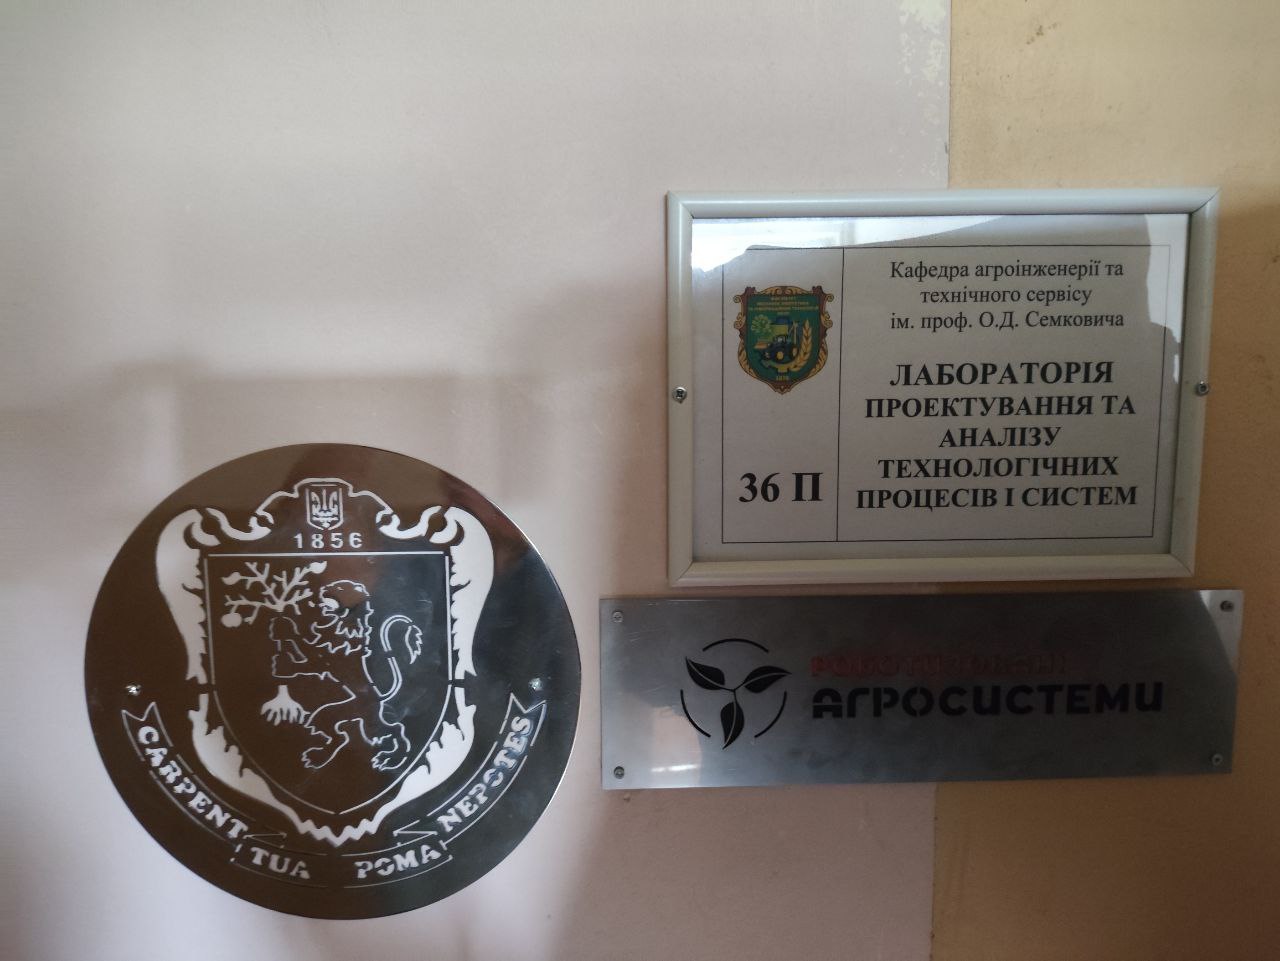 Кафедра агроінженерії та
технічного сервісу
ім. проф. О.Д. Семковича
ЛАБОРАТОРІЯ
ПРОЕКТУВАННЯ ТА
АНАЛІЗУ
ТЕХНОЛОГІЧНИХ
ПРОЦЕСІВ І СИСТЕМ
36 П
1856
CARPENT
TUA POMA
NEPOTES
РОБОТИЗОВАНІ
АГРОСИСТЕМИ